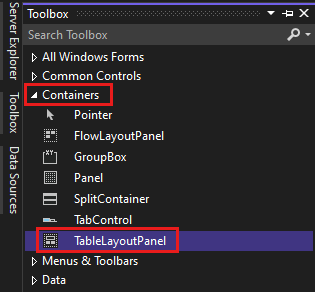 Server Explorer
Toolbox
Data Sources
Toolbox
Search Toolbox
All Windows Forms
Common Controls
Containers
Pointer
FlowLayoutPanel
GroupBox
Panel
SplitContainer
TabControl
TableLayoutPanel
Menus & Toolbars
Data